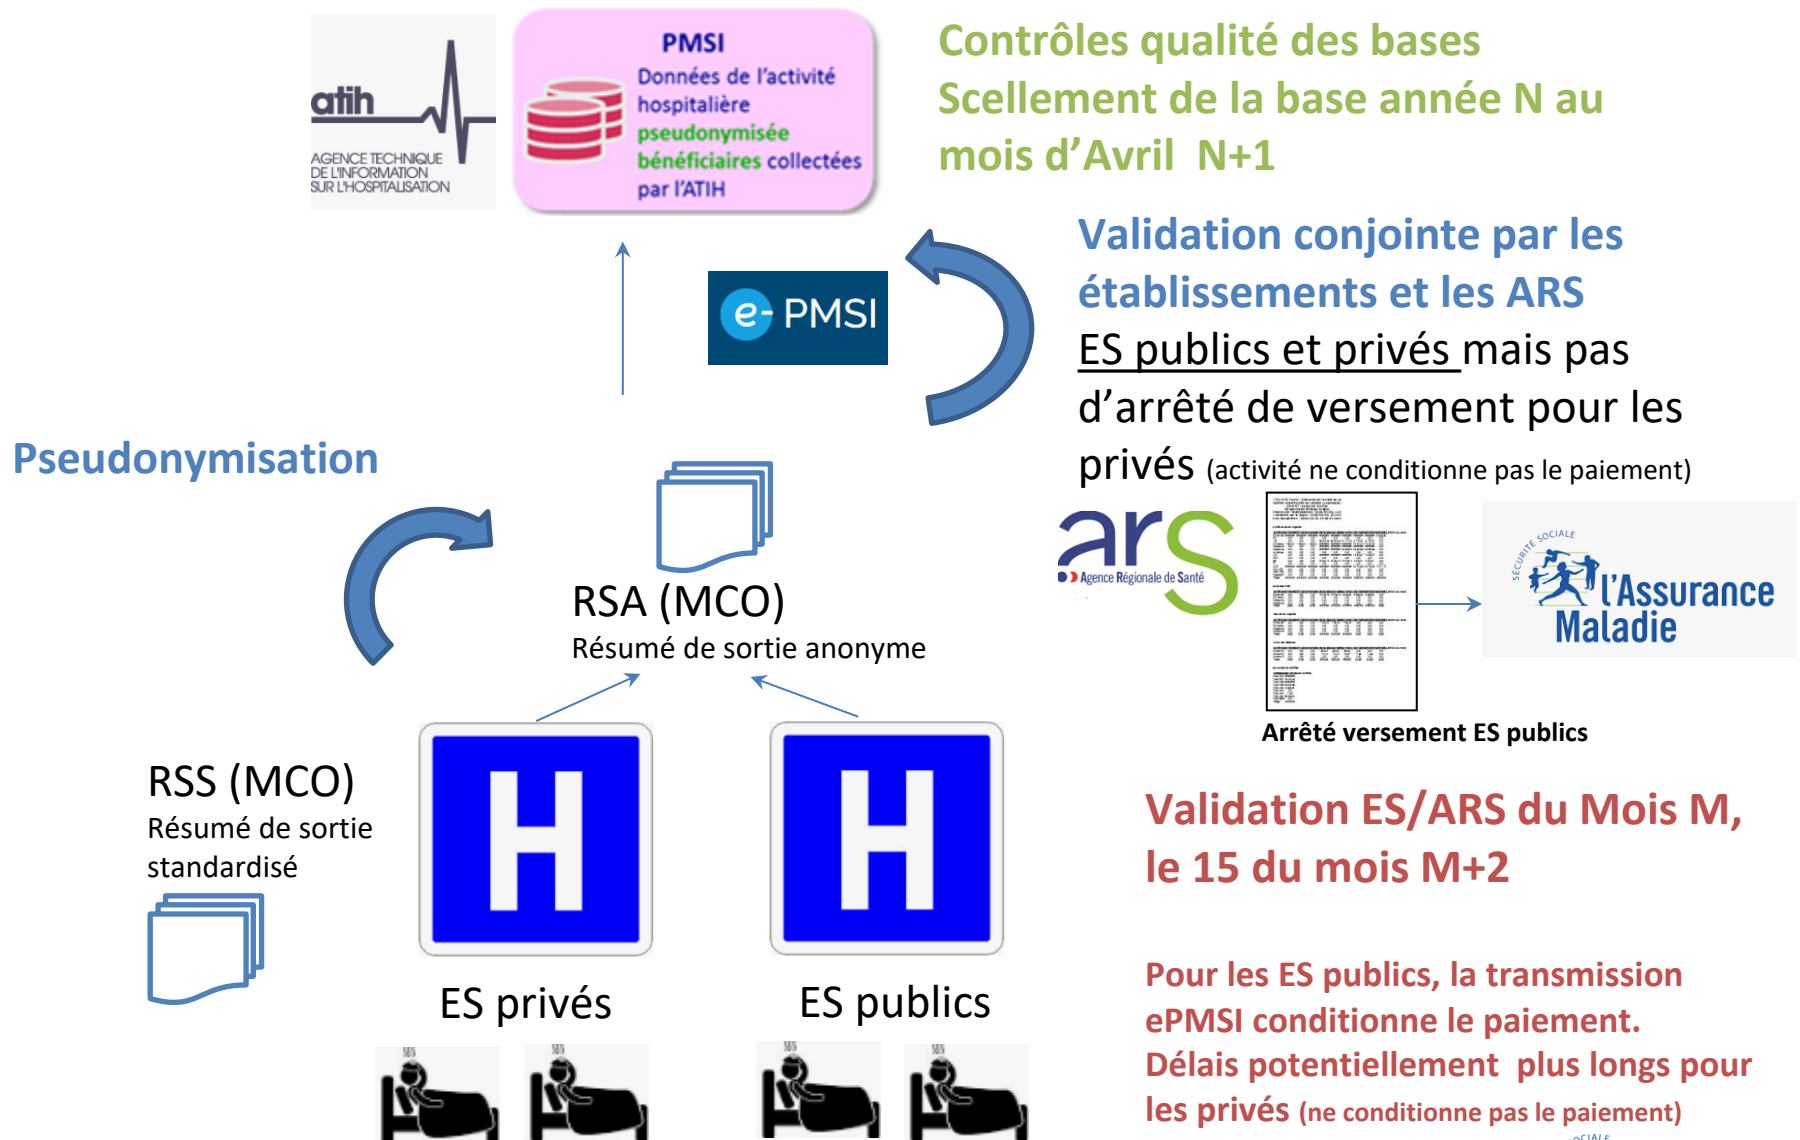 atih
AGENCE TECHNIQUE
DE L'INFORMATION
SUR L'HOSPITALISATION
PMSI
Données de l'activité
hospitalière
pseudonymisée
bénéficiaires collectées
par l'ATIH
Contrôles qualité des bases
Scellement de la base année N au
mois d'Avril N+1
e- PMSI
Validation conjointe par les
établissements et les ARS
ES publics et privés mais pas
d'arrêté de versement pour les
privés (activité ne conditionne pas le paiement)
Pseudonymisation
RSA (MCO)
Résumé de sortie anonyme
ars
Agence Régionale de Santé
SÉCURITÉ SOCIALE
l'Assurance
Maladie
Arrêté versement ES publics
RSS (MCO)
Résumé de sortie
standardisé
H
H
ES privés
ES publics
Validation ES/ARS du Mois M,
le 15 du mois M+2
Pour les ES publics, la transmission
ePMSI conditionne le paiement.
Délais potentiellement plus longs pour
les privés (ne conditionne pas le paiement)